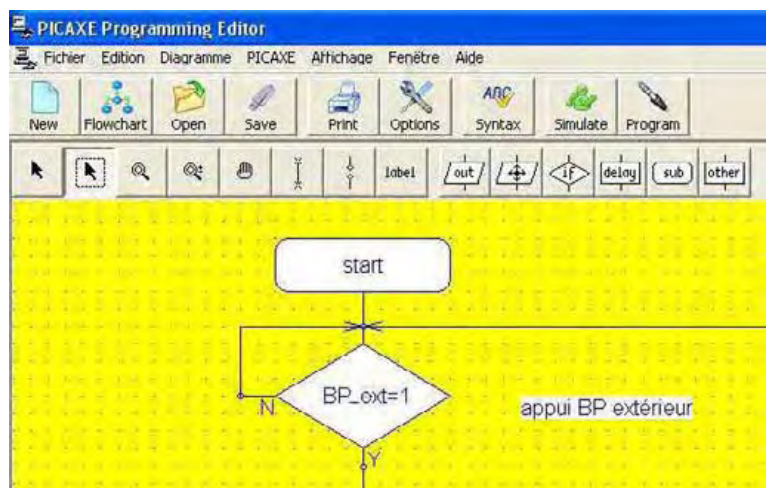 PICAXE Programming Editor
Fichier Edition Diagramme PICAXE Affichage Fenêtre Aide
New Flowchart Open Save Print Options Syntax Simulate Program
ABC
label out if delay sub other
start
BP_ext=1
N
appui BP extérieur
Y